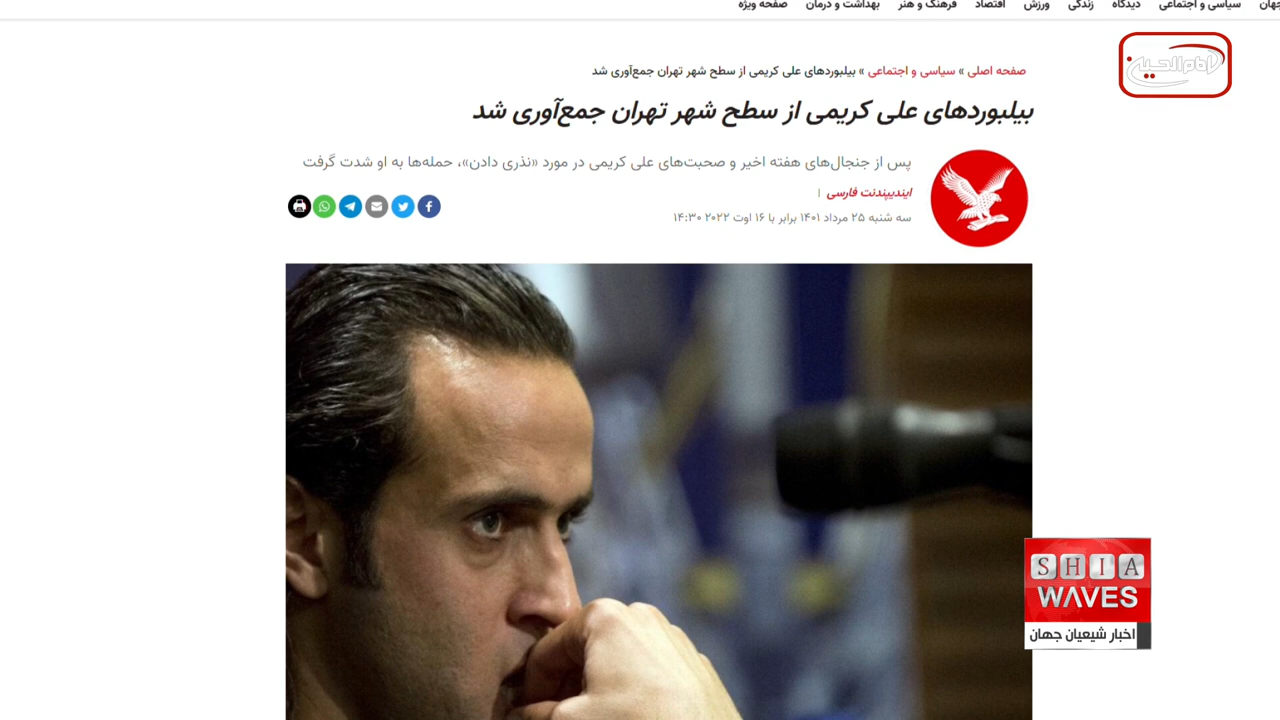 جهان سیاسی و اجتماعی دیدگاه زندگی ورزش اقتصاد فرهنگ و هنر بهداشت و درمان صفحه ویژه
صفحه اصلی » سیاسی و اجتماعی » بیلبوردهای علی کریمی از سطح شهر تهران جمع‌آوری شد
بیلبوردهای علی کریمی از سطح شهر تهران جمع‌آوری شد
پس از جنجال‌های هفته اخیر و صحبت‌های علی کریمی در مورد «نذری دادن»، حمله‌ها به او شدت گرفت
ایندیپندنت فارسی |
سه شنبه ۲۵ مرداد ۱۴۰۱ برابر با ۱۶ اوت ۲۰۲۲ ۱۴:۳۰
SHIA
WAVES
اخبار شیعیان جهان